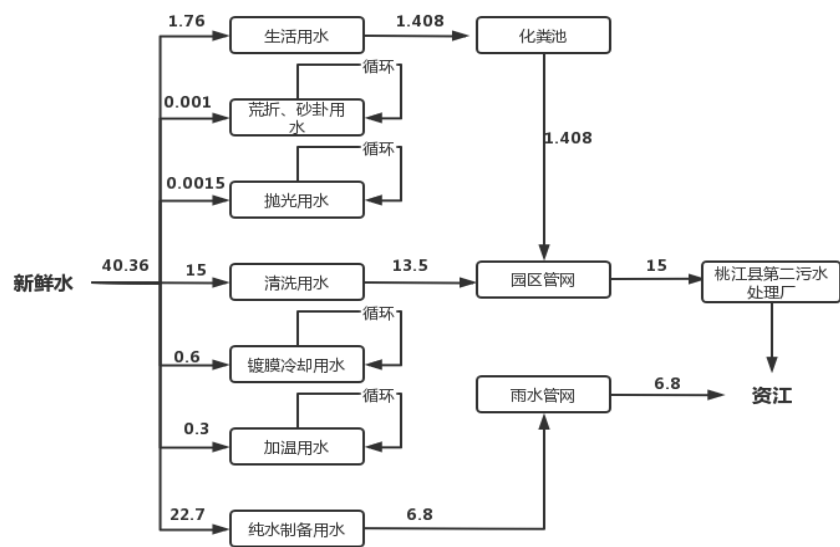 1.76
生活用水
1.408
化粪池
循环
0.001
荒折、砂卦用
水
1.408
循环
0.0015
抛光用水
新鲜水
40.36
15
清洗用水
13.5
园区管网
15
桃江县第二污水
处理厂
循环
0.6
镀膜冷却用水
雨水管网
6.8
资江
循环
0.3
加温用水
22.7
纯水制备用水
6.8